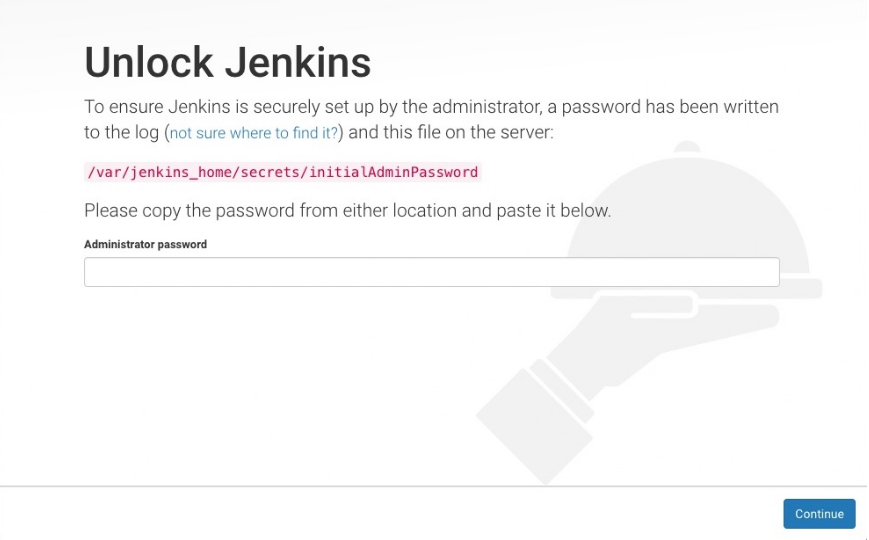 Unlock Jenkins
To ensure Jenkins is securely set up by the administrator, a password has been written
to the log (not sure where to find it?) and this file on the server:
/var/jenkins_home/secrets/initialAdminPassword
Please copy the password from either location and paste it below.
Administrator password
Continue